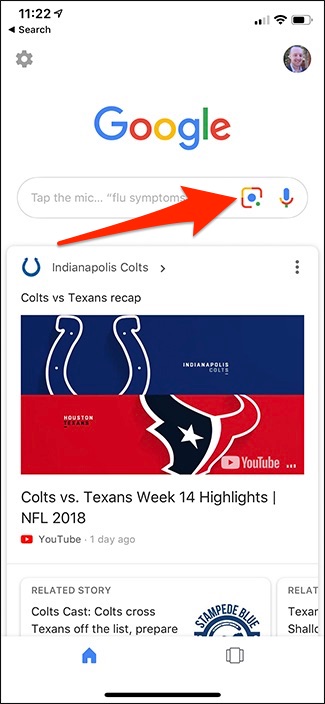 11:22
Search
Google
Tap the mic... “flu symptoms
Indianapolis Colts
Colts vs Texans recap
INDIANAPOLIS
COLTS
HOUSTON
TEXANS
YouTube
Colts vs. Texans Week 14 Highlights |
NFL 2018
YouTube · 1 day ago
RELATED STORY
Colts Cast: Colts cross
Texans off the list, prepare
STAMPEDE BLUE
RELAT
Texar
Shallo